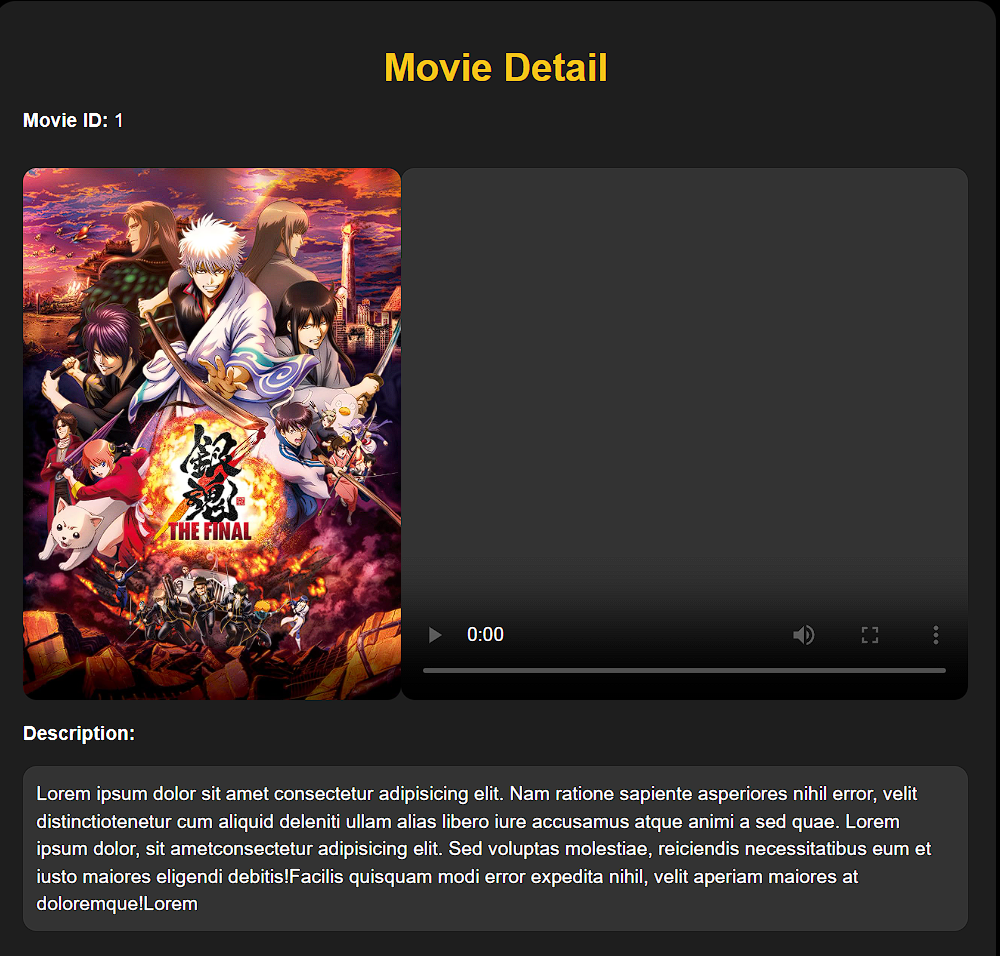 Movie Detail
Movie ID: 1
銀魂
THE FINAL
0:00
Description:
Lorem ipsum dolor sit amet consectetur adipisicing elit. Nam ratione sapiente asperiores nihil error, velit
distinctiotenetur cum aliquid deleniti ullam alias libero iure accusamus atque animi a sed quae. Lorem
ipsum dolor, sit ametconsectetur adipisicing elit. Sed voluptas molestiae, reiciendis necessitatibus eum et
iusto maiores eligendi debitis!Facilis quisquam modi error expedita nihil, velit aperiam maiores at
doloremque!Lorem